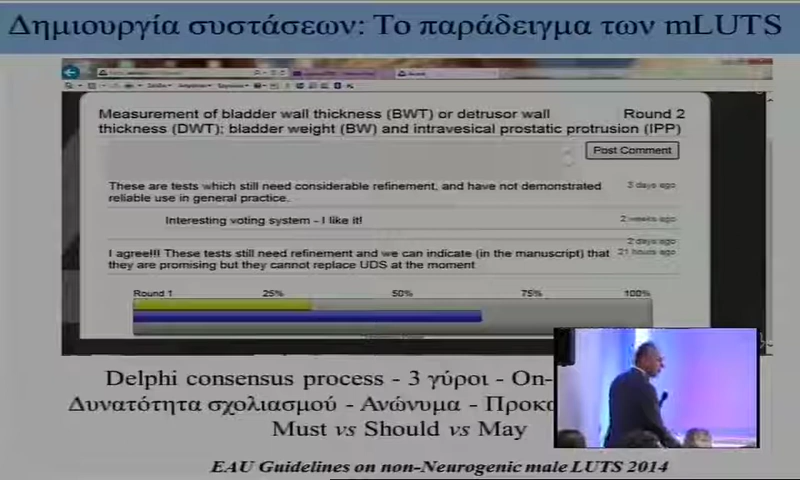 Δημιουργία συστάσεων: Το παράδειγμα των mLUTS
Measurement of bladder wall thickness (BWT) or detrusor wall
thickness (DWT); bladder weight (BW) and intravesical prostatic protrusion (IPP)
Round 2
Post Comment
These are tests which still need considerable refinement, and have not demonstrated
reliable use in general practice.
3 days ago
Interesting voting system - I like it!
2 weeks ago
2 days ago
I agree!!! These tests still need refinement and we can indicate (in the manuscript) that
they are promising but they cannot replace UDS at the moment
21 hours ago
Round 1 25% 50% 75% 100%
Delphi consensus process - 3 γύροι - On-
Δυνατότητα σχολιασμού - Ανώνυμα -
Must vs Should vs May
EAU Guidelines on non-Neurogenic male LUTS 2014